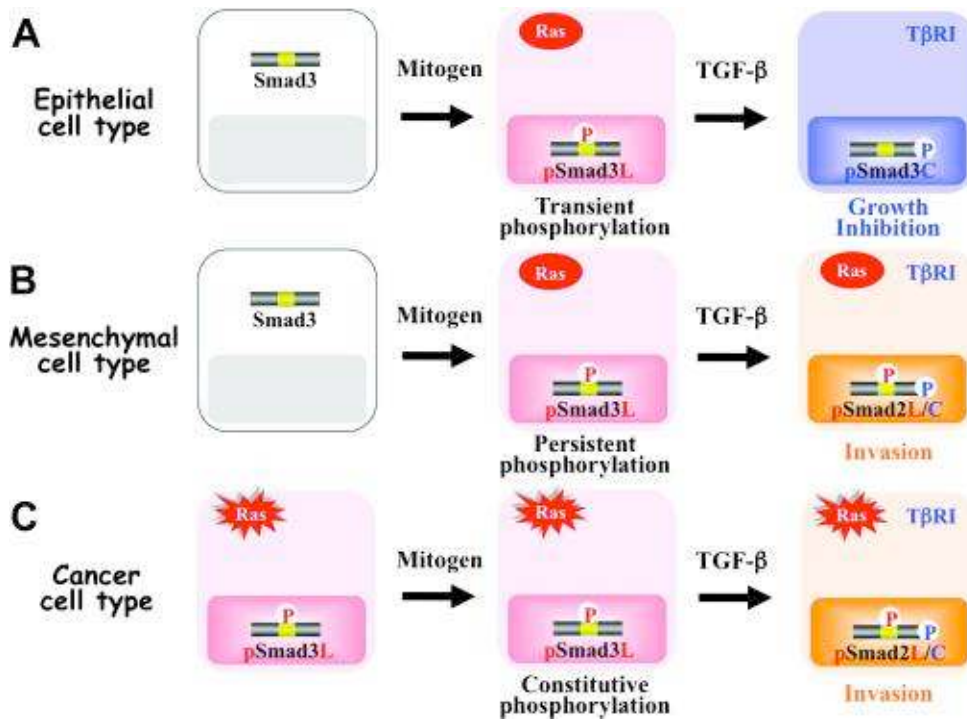 A
Epithelial
cell type
Smad3
Mitogen
Ras
P
pSmad3L
Transient
phosphorylation
TGF-β
TβRI
P
pSmad3C
Growth
Inhibition
B
Mesenchymal
cell type
Smad3
Mitogen
Ras
P
pSmad3L
Persistent
phosphorylation
TGF-β
Ras
TβRI
P
P
pSmad2L/C
Invasion
C
Cancer
cell type
Ras
P
pSmad3L
Mitogen
Ras
P
pSmad3L
Constitutive
phosphorylation
TGF-β
Ras
TβRI
P
P
pSmad2L/C
Invasion